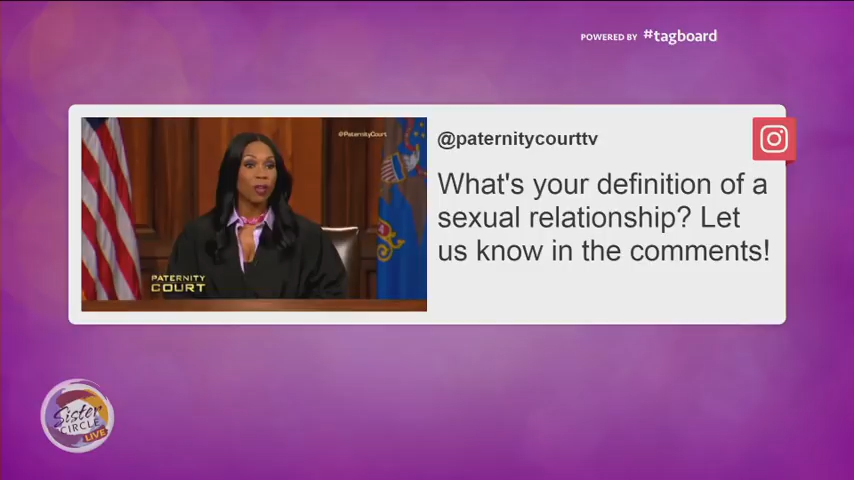 POWERED BY #tagboard
@PaternityCourt
@paternitycourttv
What's your definition of a
sexual relationship? Let
us know in the comments!
PATERNITY
COURT
Sister
CIRCLE
LIVE